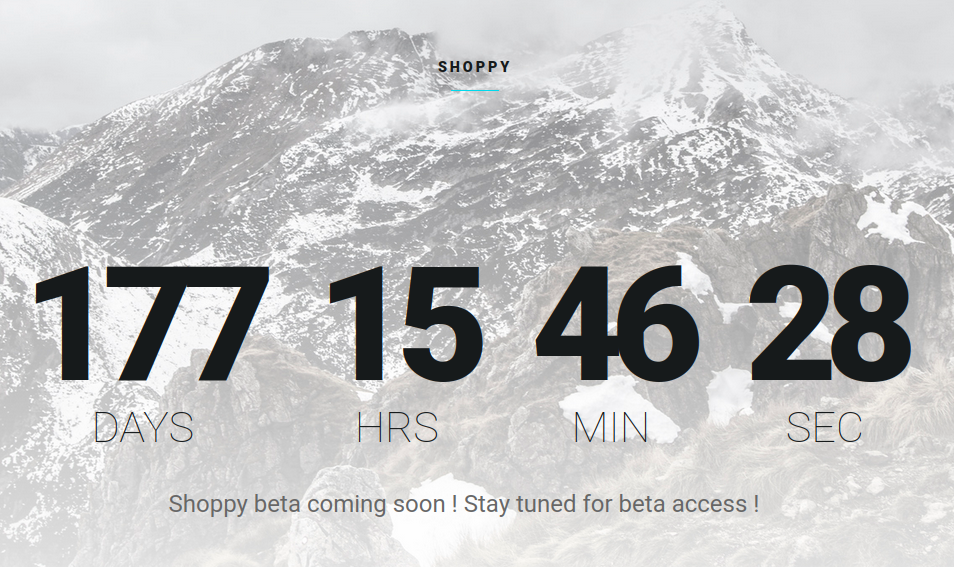 SHOPPY
177 15 46 28
DAYS HRS MIN SEC
Shoppy beta coming soon ! Stay tuned for beta access !